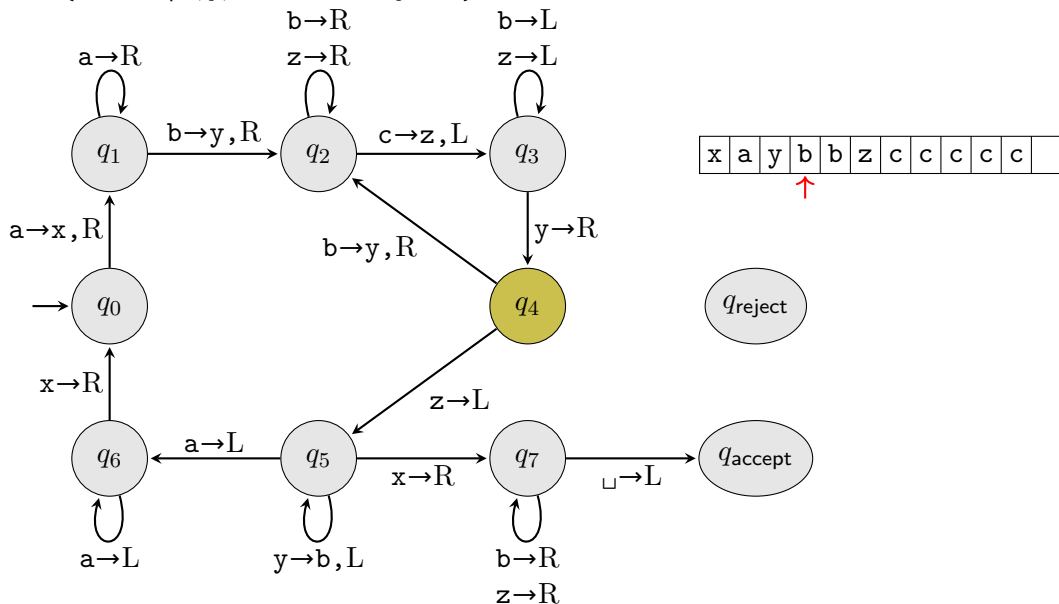 b→R
b→L
a→R
z→R
z→L
q1
b→y,R
q2
c→z,L
q3
x a y b b z c c c c c
a→x,R
b→y,R
y→R
q0
q4
qreject
x→R
z→L
q6
a→L
q5
x→R
q7
␣→L
qaccept
a→L
y→b,L
b→R
z→R